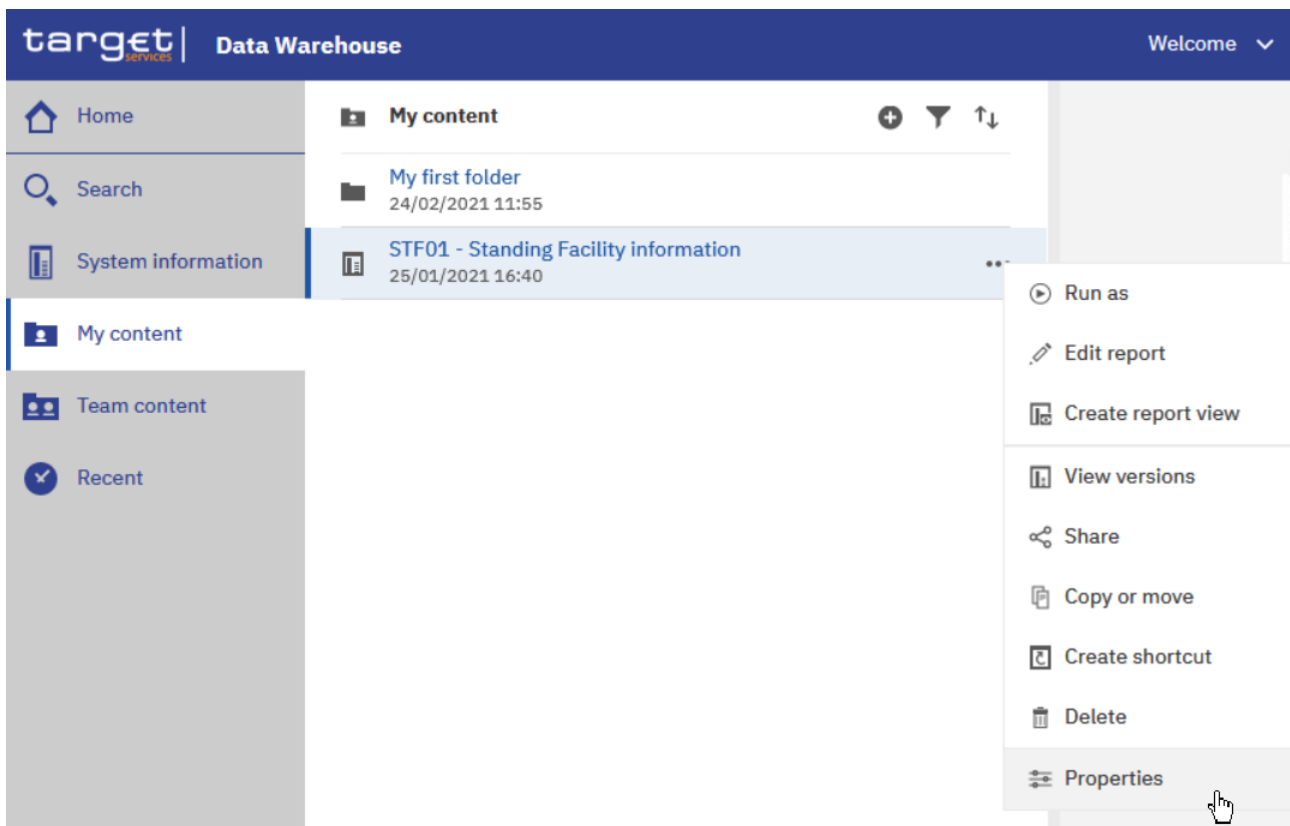 target services Data Warehouse Welcome
Home
Search
System information
My content
Team content
Recent
My content
My first folder
24/02/2021 11:55
STF01 - Standing Facility information
25/01/2021 16:40
Run as
Edit report
Create report view
View versions
Share
Copy or move
Create shortcut
Delete
Properties